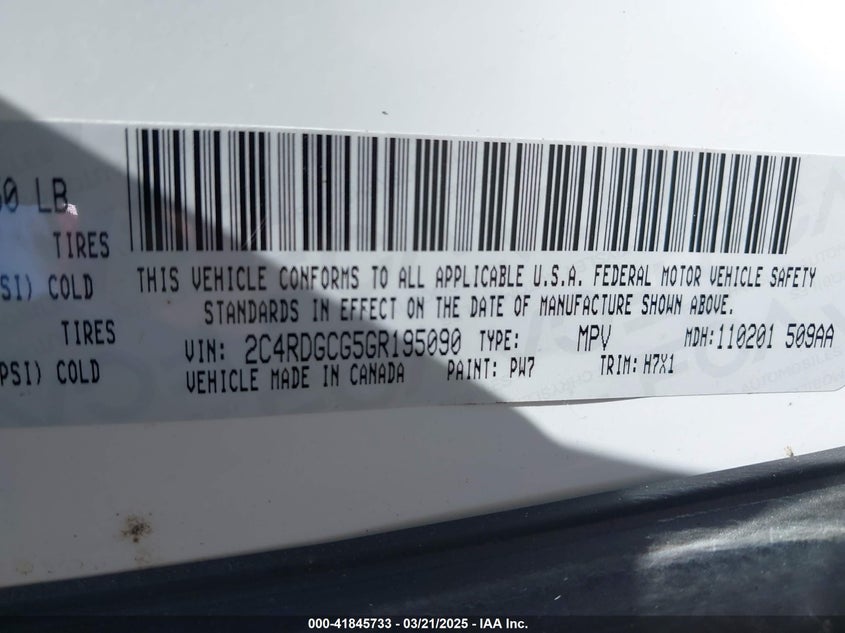 50 LB
TIRES
SI) COLD
TIRES
PSI) COLD
THIS VEHICLE CONFORMS TO ALL APPLICABLE U.S.A. FEDERAL MOTOR VEHICLE SAFETY
STANDARDS IN EFFECT ON THE DATE OF MANUFACTURE SHOWN ABOVE.
VIN: 2C4RDGCG5GR195090 TYPE: MPV MDH:110201 509AA
VEHICLE MADE IN CANADA PAINT: PW7 TRIM: H7X1
000-41845733 — 03/21/2025 — IAA Inc.